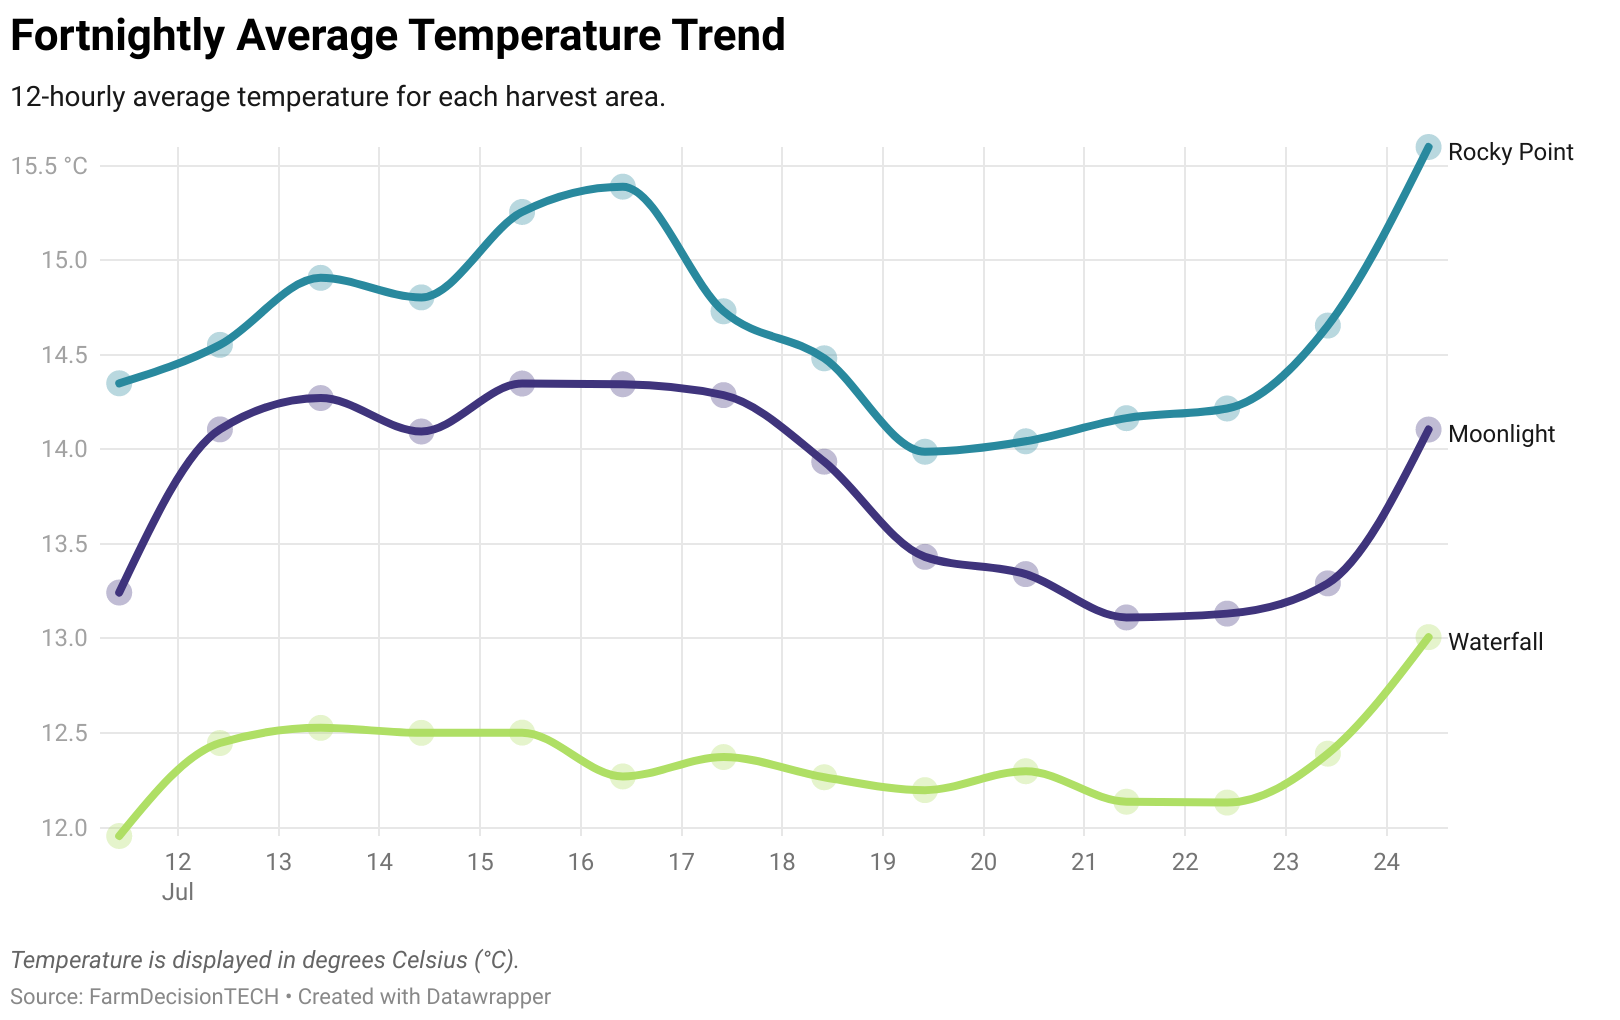 Fortnightly Average Temperature Trend
12-hourly average temperature for each harvest area.
15.5 °C
15.0
14.5
14.0
13.5
13.0
12.5
12.0
Rocky Point
Moonlight
Waterfall
12 13 14 15 16 17 18 19 20 21 22 23 24
Jul
Temperature is displayed in degrees Celsius (°C).
Source: FarmDecisionTECH • Created with Datawrapper